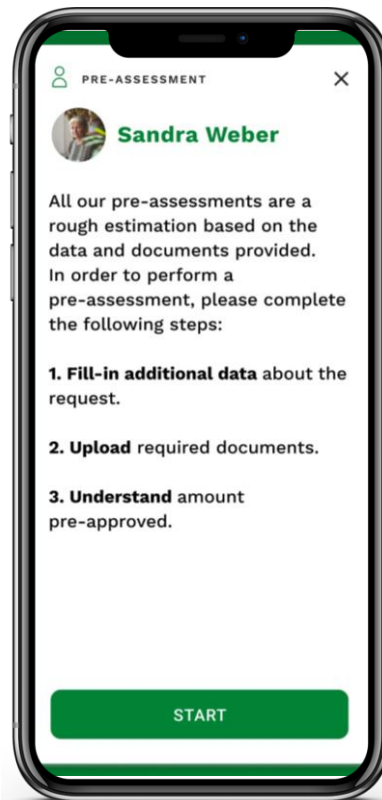 PRE-ASSESSMENT
Sandra Weber
All our pre-assessments are a
rough estimation based on the
data and documents provided.
In order to perform a
pre-assessment, please complete
the following steps:
1. Fill-in additional data about the
request.
2. Upload required documents.
3. Understand amount
pre-approved.
START